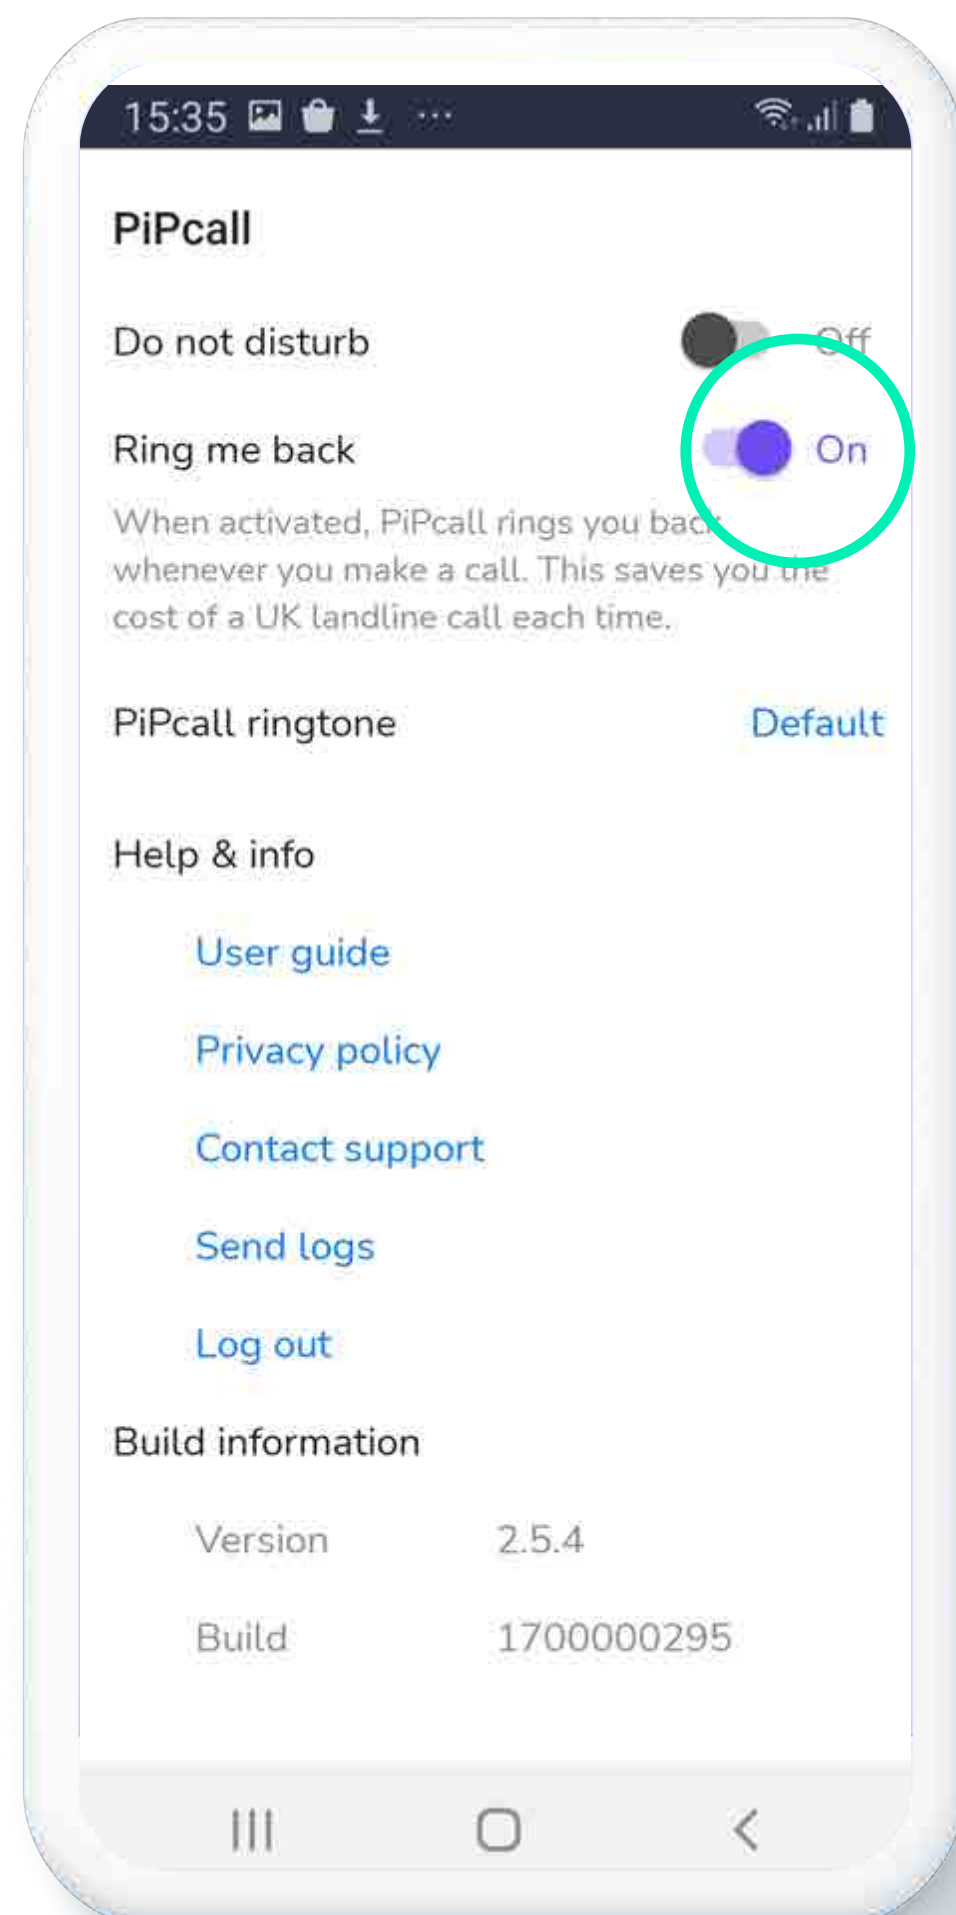 15:35
PiPcall
Do not disturb Off
Ring me back On
When activated, PiPcall rings you back
whenever you make a call. This saves you the
cost of a UK landline call each time.
PiPcall ringtone Default
Help & info
User guide
Privacy policy
Contact support
Send logs
Log out
Build information
Version 2.5.4
Build 1700000295